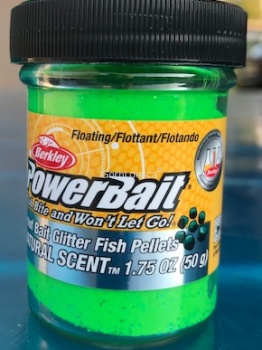 Floating/Flottant/Flotando
Berkley
PowerBait
Bite and Won't Let Go!
Bait Glitter Fish Pellets
NATURAL SCENT™ 1.75 OZ (50 g)